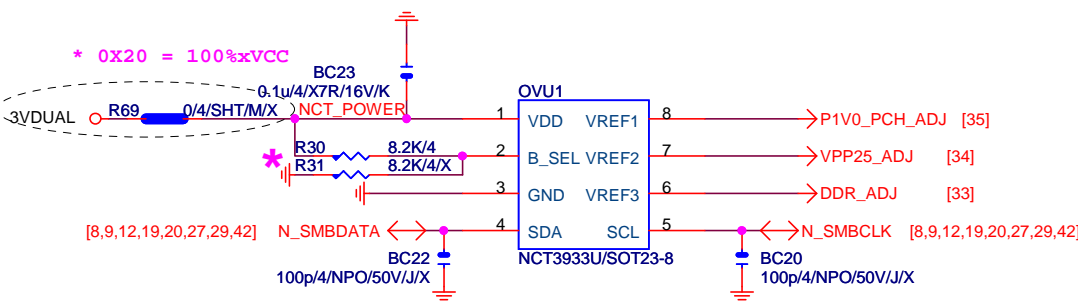 * 0X20 = 100%xVCC
BC23
0.1u/4/X7R/16V/K
OVU1
3VDUAL R69 0/4/SHT/M/X NCT_POWER
1 VDD VREF1 8 P1V0_PCH_ADJ [35]
* R30 8.2K/4 2 B_SEL VREF2 7 VPP25_ADJ [34]
R31 8.2K/4/X
3 GND VREF3 6 DDR_ADJ [33]
[8,9,12,19,20,27,29,42] N_SMBDATA 4 SDA SCL 5 N_SMBCLK [8,9,12,19,20,27,29,42]
BC22 NCT3933U/SOT23-8 BC20
100p/4/NPO/50V/J/X 100p/4/NPO/50V/J/X